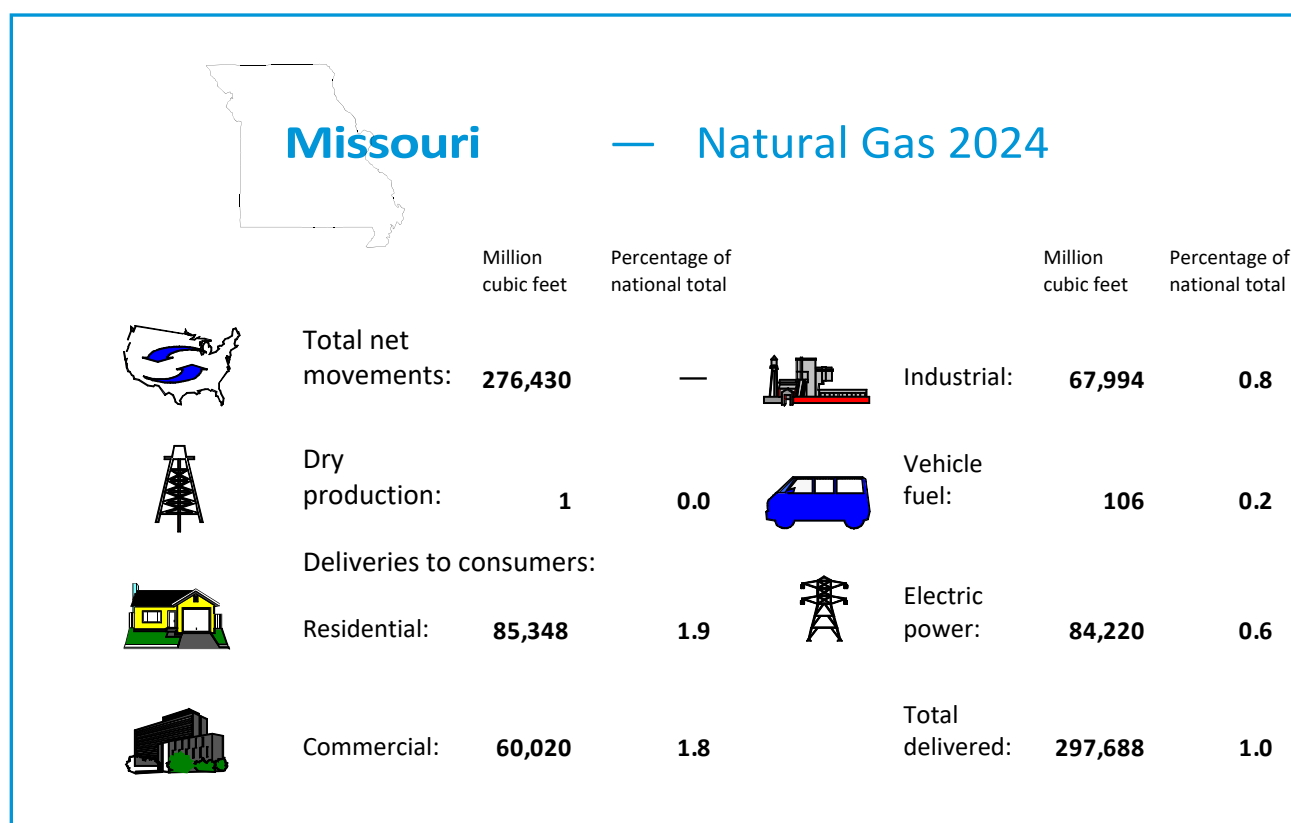 Missouri — Natural Gas 2024
Million cubic feet
Percentage of national total
Million cubic feet
Percentage of national total
Total net movements: 276,430 —
Industrial: 67,994 0.8
Dry production: 1 0.0
Vehicle fuel: 106 0.2
Deliveries to consumers:
Residential: 85,348 1.9
Electric power: 84,220 0.6
Commercial: 60,020 1.8
Total delivered: 297,688 1.0